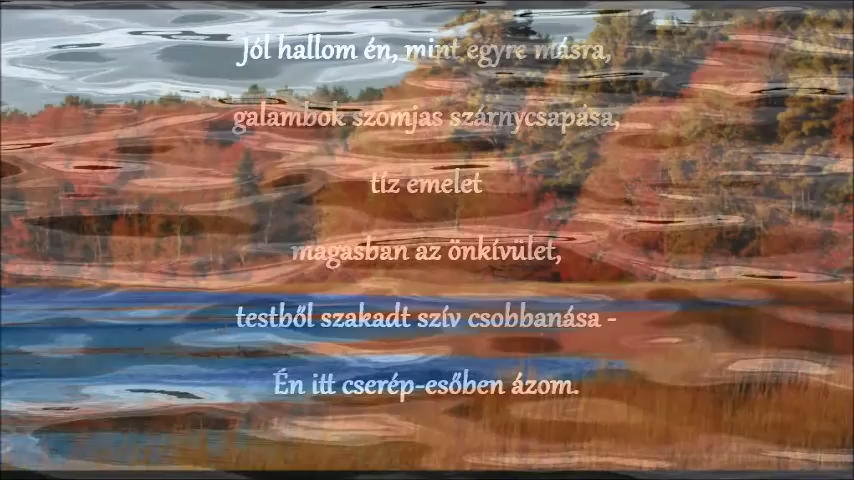 Jól hallom én, mint egyre másra,
galambok szomjas szárnycsapása,
tíz emelet
magasban az önkívület,
testből szakadt szív csobbanása -
Én itt cserép-esőben ázom.